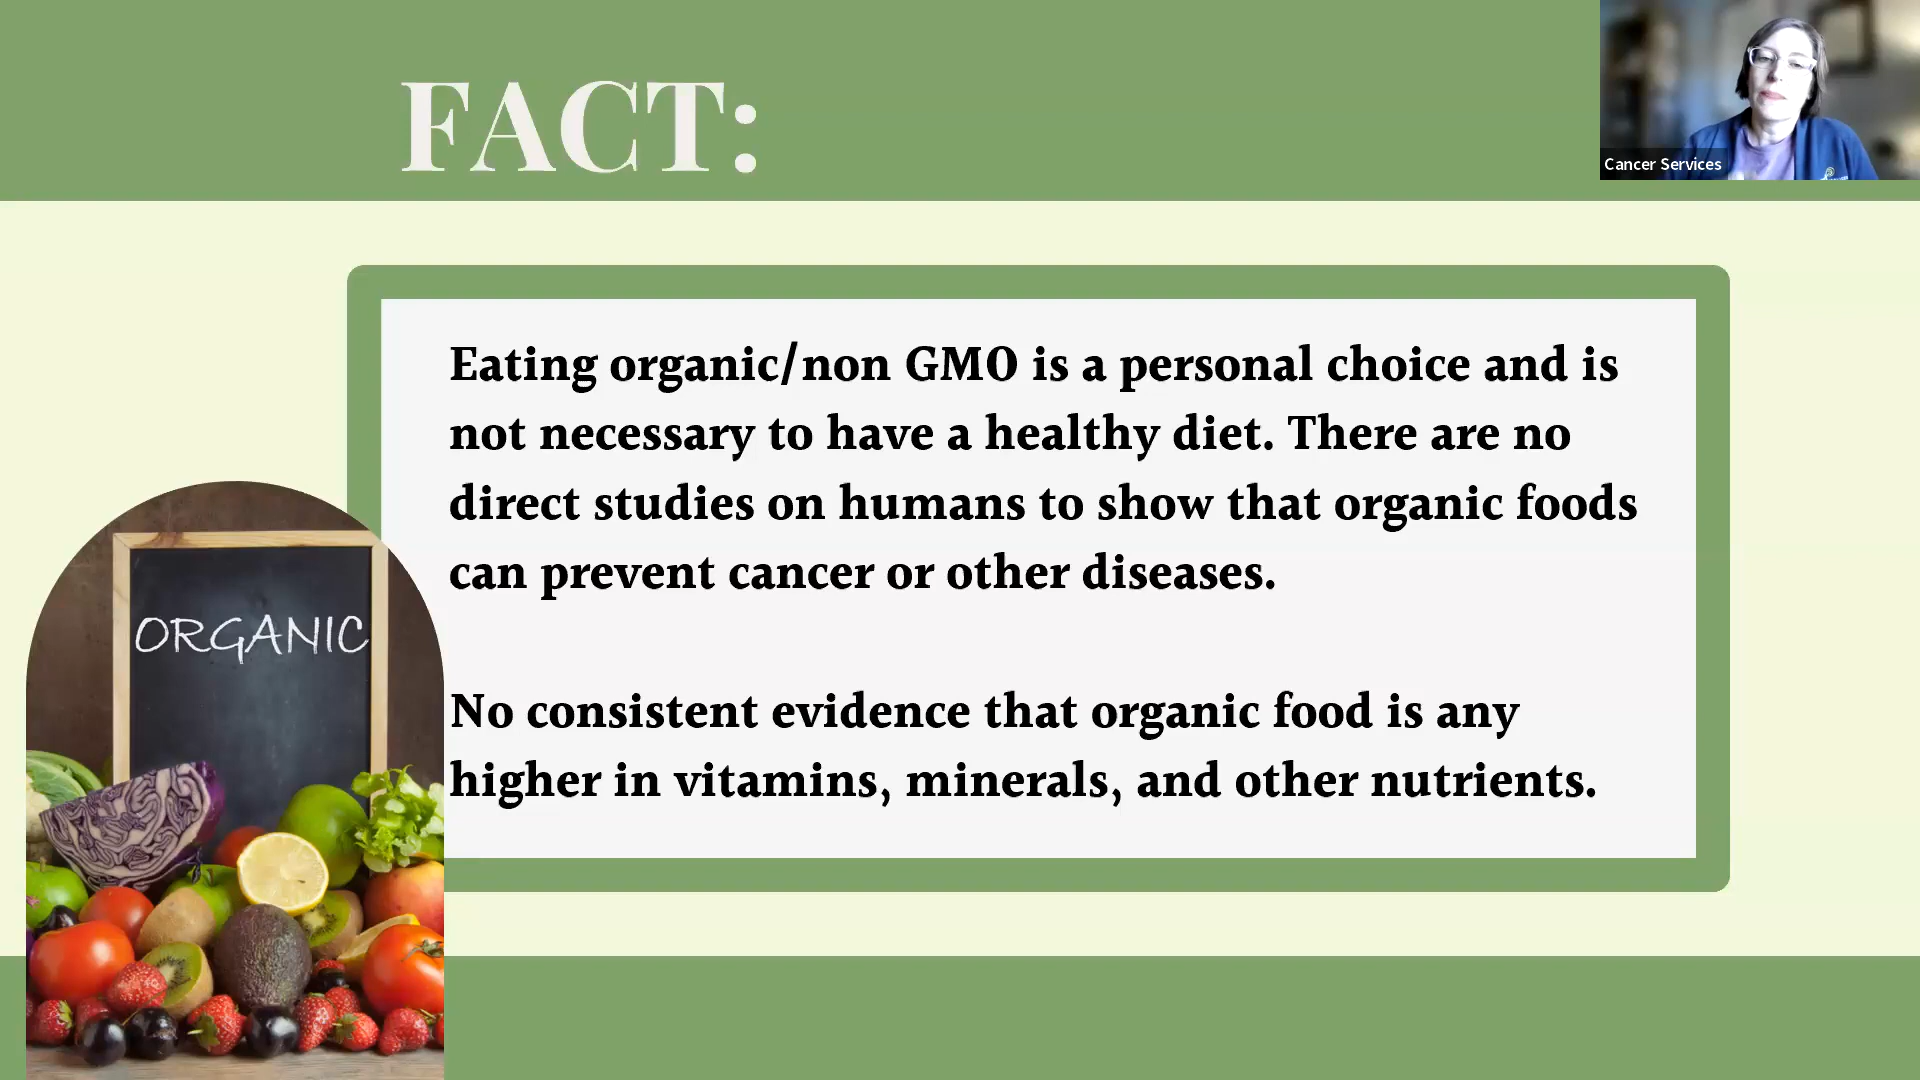 FACT:
Cancer Services
Eating organic/non GMO is a personal choice and is
not necessary to have a healthy diet. There are no
direct studies on humans to show that organic foods
can prevent cancer or other diseases.
No consistent evidence that organic food is any
higher in vitamins, minerals, and other nutrients.
ORGANIC